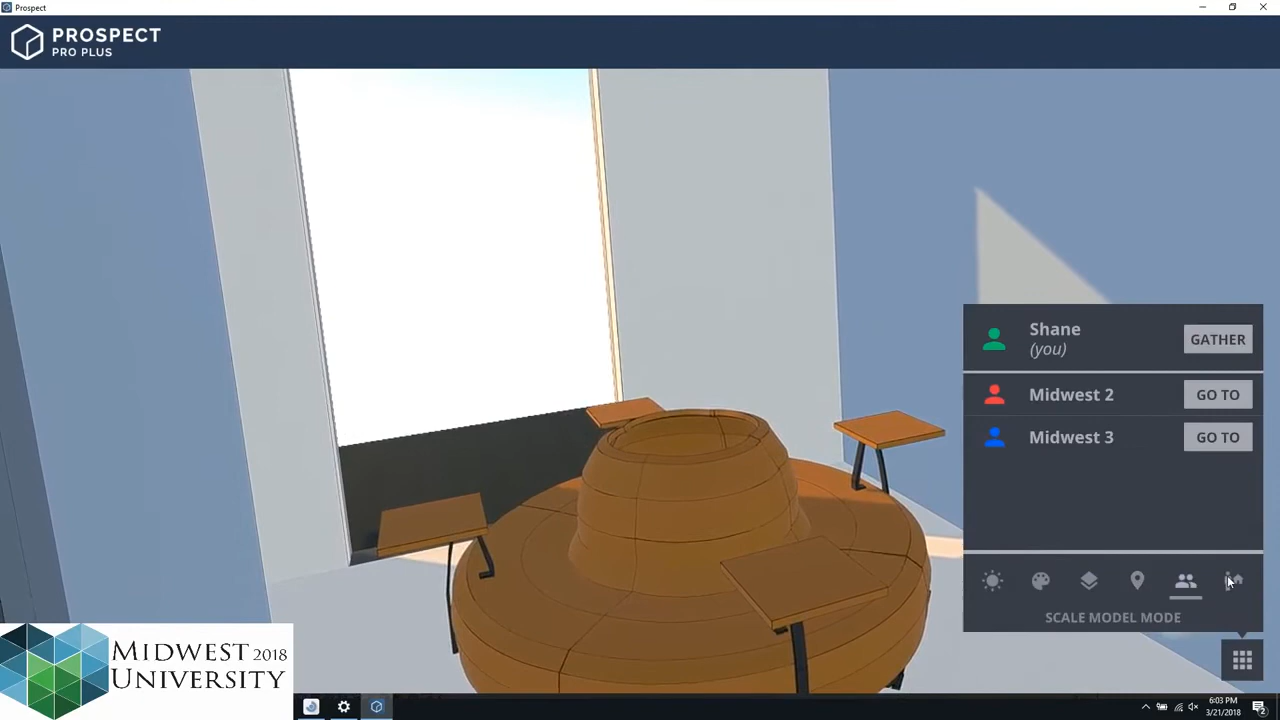 Prospect
PROSPECT
PRO PLUS
Shane
(you)
GATHER
Midwest 2
GO TO
Midwest 3
GO TO
SCALE MODEL MODE
MIDWEST 2018
UNIVERSITY
6:03 PM
3/21/2018
2